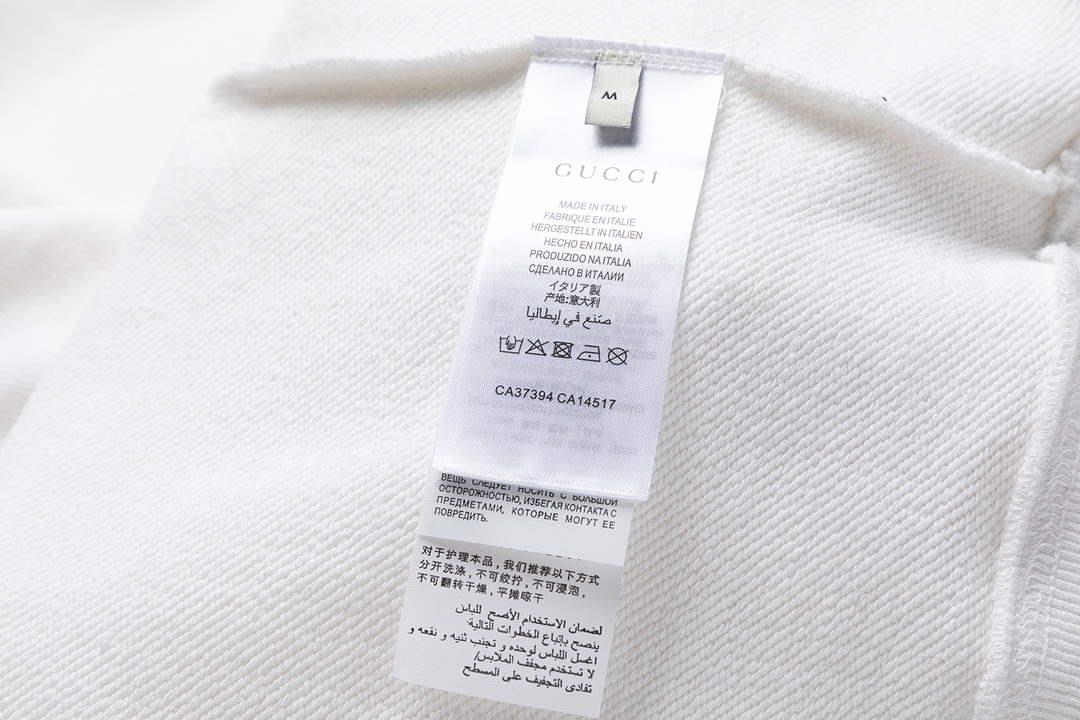 M
GUCCI
MADE IN ITALY
FABRIQUE EN ITALIE
HERGESTELLT IN ITALIEN
HECHO EN ITALIA
PRODUZIDO NA ITALIA
СДЕЛАНО В ИТАЛИИ
イタリア製
产地:意大利
صنع في إيطاليا
CA37394 CA14517
ВЕЩЬ СЛЕДУЕТ НОСИТЬ С БОЛЬШОЙ
ОСТОРОЖНОСТЬЮ, ИЗБЕГАЯ КОНТАКТА С
ПРЕДМЕТАМИ, КОТОРЫЕ МОГУТ ЕЕ
ПОВРЕДИТЬ.
对于护理本品，我们推荐以下方式
分开洗涤，不可绞拧，不可浸泡，
不可翻转干燥，平摊晾干
لضمان الاستخدام الأصح للباس
ينصح بإتباع الخطوات التالية:
اغسل اللباس لوحده و تجنب ثنيه و نقعه و
لا تستخدم مجفف الملابس/
تفادى التجفيف على المسطح